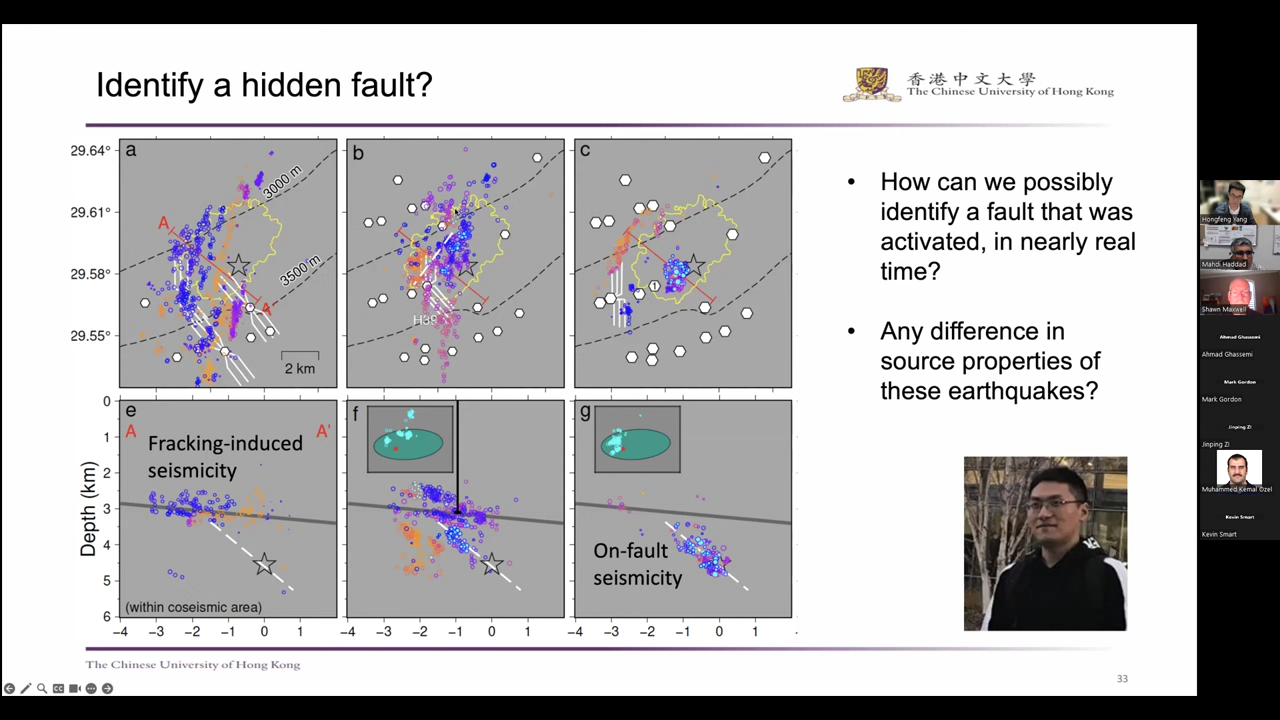 Identify a hidden fault?
香港中文大學
The Chinese University of Hong Kong
29.64°
29.61°
29.58°
29.55°
a
3000 m
A
3500 m
A
2 km
b
H39
c
1
How can we possibly
identify a fault that was
activated, in nearly real
time?
Any difference in
source properties of
these earthquakes?
Depth (km)
0
1
2
3
4
5
6
e
A
A'
Fracking-induced
seismicity
(within coseismic area)
f
g
On-fault
seismicity
−4 −3 −2 −1 0 1
−4 −3 −2 −1 0 1
−4 −3 −2 −1 0 1
The Chinese University of Hong Kong
33
Hongfeng Yang
Mahdi Haddad
Shawn Maxwell
Ahmad Ghassemi
Ahmad Ghassemi
Mark Gordon
Mark Gordon
Jinping ZI
Jinping ZI
Muhammed Kemal Özel
Kevin Smart
Kevin Smart